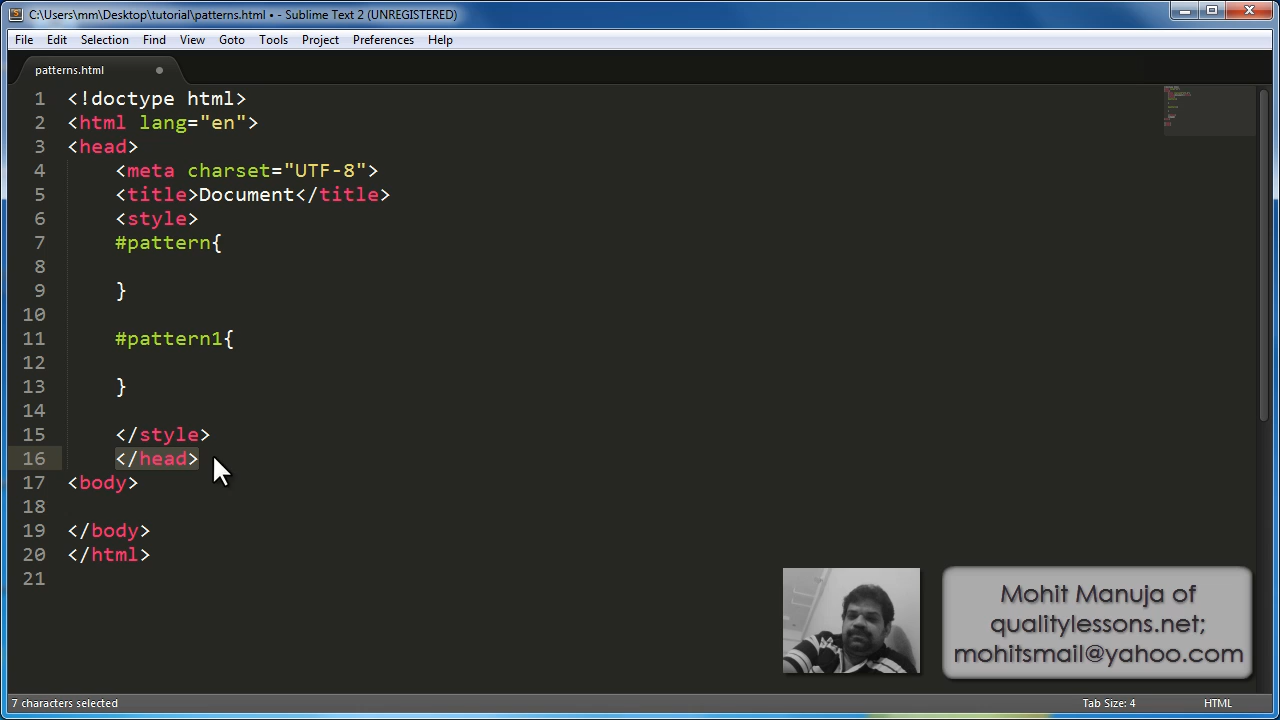 C:\Users\mm\Desktop\tutorial\patterns.html • - Sublime Text 2 (UNREGISTERED)
File Edit Selection Find View Goto Tools Project Preferences Help
patterns.html
1 <!doctype html>
2 <html lang="en">
3 <head>
4 <meta charset="UTF-8">
5 <title>Document</title>
6 <style>
7 #pattern{
8
9 }
10
11 #pattern1{
12
13 }
14
15 </style>
16 </head>
17 <body>
18
19 </body>
20 </html>
21
Mohit Manuja of
qualitylessons.net;
mohitsmail@yahoo.com
7 characters selected Tab Size: 4 HTML